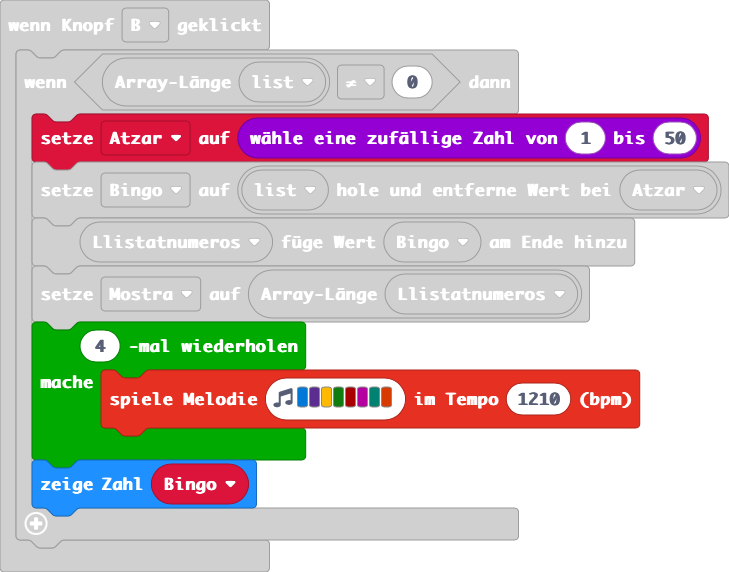 wenn Knopf B geklickt
wenn Array-Länge list ≠ 0 dann
setze Atzar auf wähle eine zufällige Zahl von 1 bis 50
setze Bingo auf list hole und entferne Wert bei Atzar
Llistatnumeros füge Wert Bingo am Ende hinzu
setze Mostra auf Array-Länge Llistatnumeros
4 -mal wiederholen
mache
spiele Melodie im Tempo 1210 (bpm)
zeige Zahl Bingo